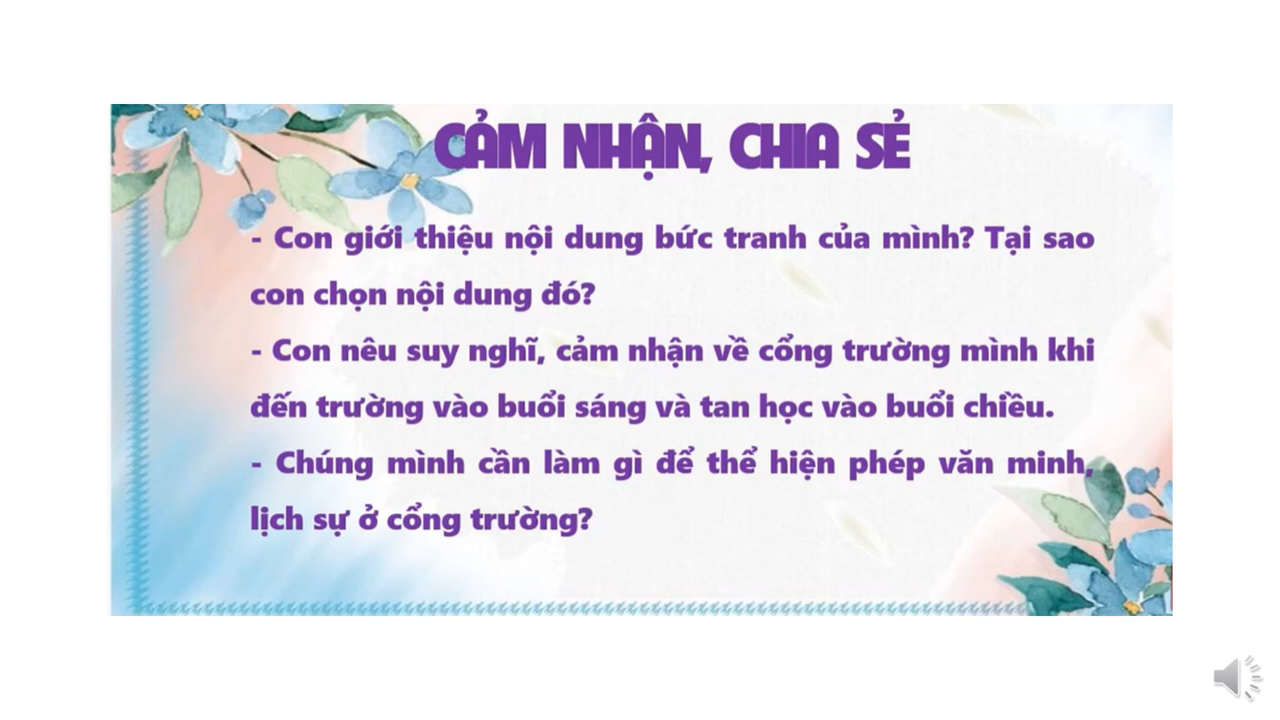 CẢM NHẬN, CHIA SẺ
- Con giới thiệu nội dung bức tranh của mình? Tại sao
con chọn nội dung đó?
- Con nêu suy nghĩ, cảm nhận về cổng trường mình khi
đến trường vào buổi sáng và tan học vào buổi chiều.
- Chúng mình cần làm gì để thể hiện phép văn minh,
lịch sự ở cổng trường?